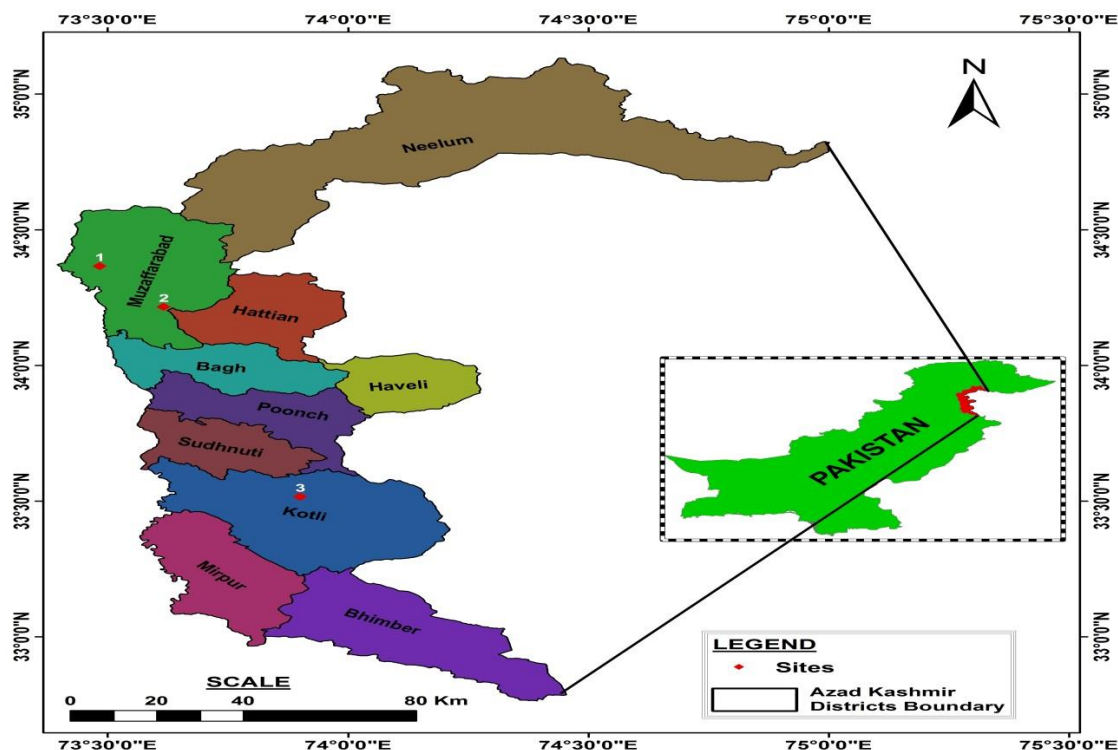 73°30'0"E
74°0'0"E
74°30'0"E
75°0'0"E
75°30'0"E
N
35°0'0"N
35°0'0"N
Neelum
34°30'0"N
34°30'0"N
1
Muzaffarabad
2
Hattian
34°0'0"N
34°0'0"N
Bagh
Haveli
Poonch
PAKISTAN
Sudhnuti
33°30'0"N
33°30'0"N
3
Kotli
Mirpur
Bhimber
33°0'0"N
33°0'0"N
LEGEND
Sites
Azad Kashmir
Districts Boundary
SCALE
0 20 40 80 Km
73°30'0"E
74°0'0"E
74°30'0"E
75°0'0"E
75°30'0"E